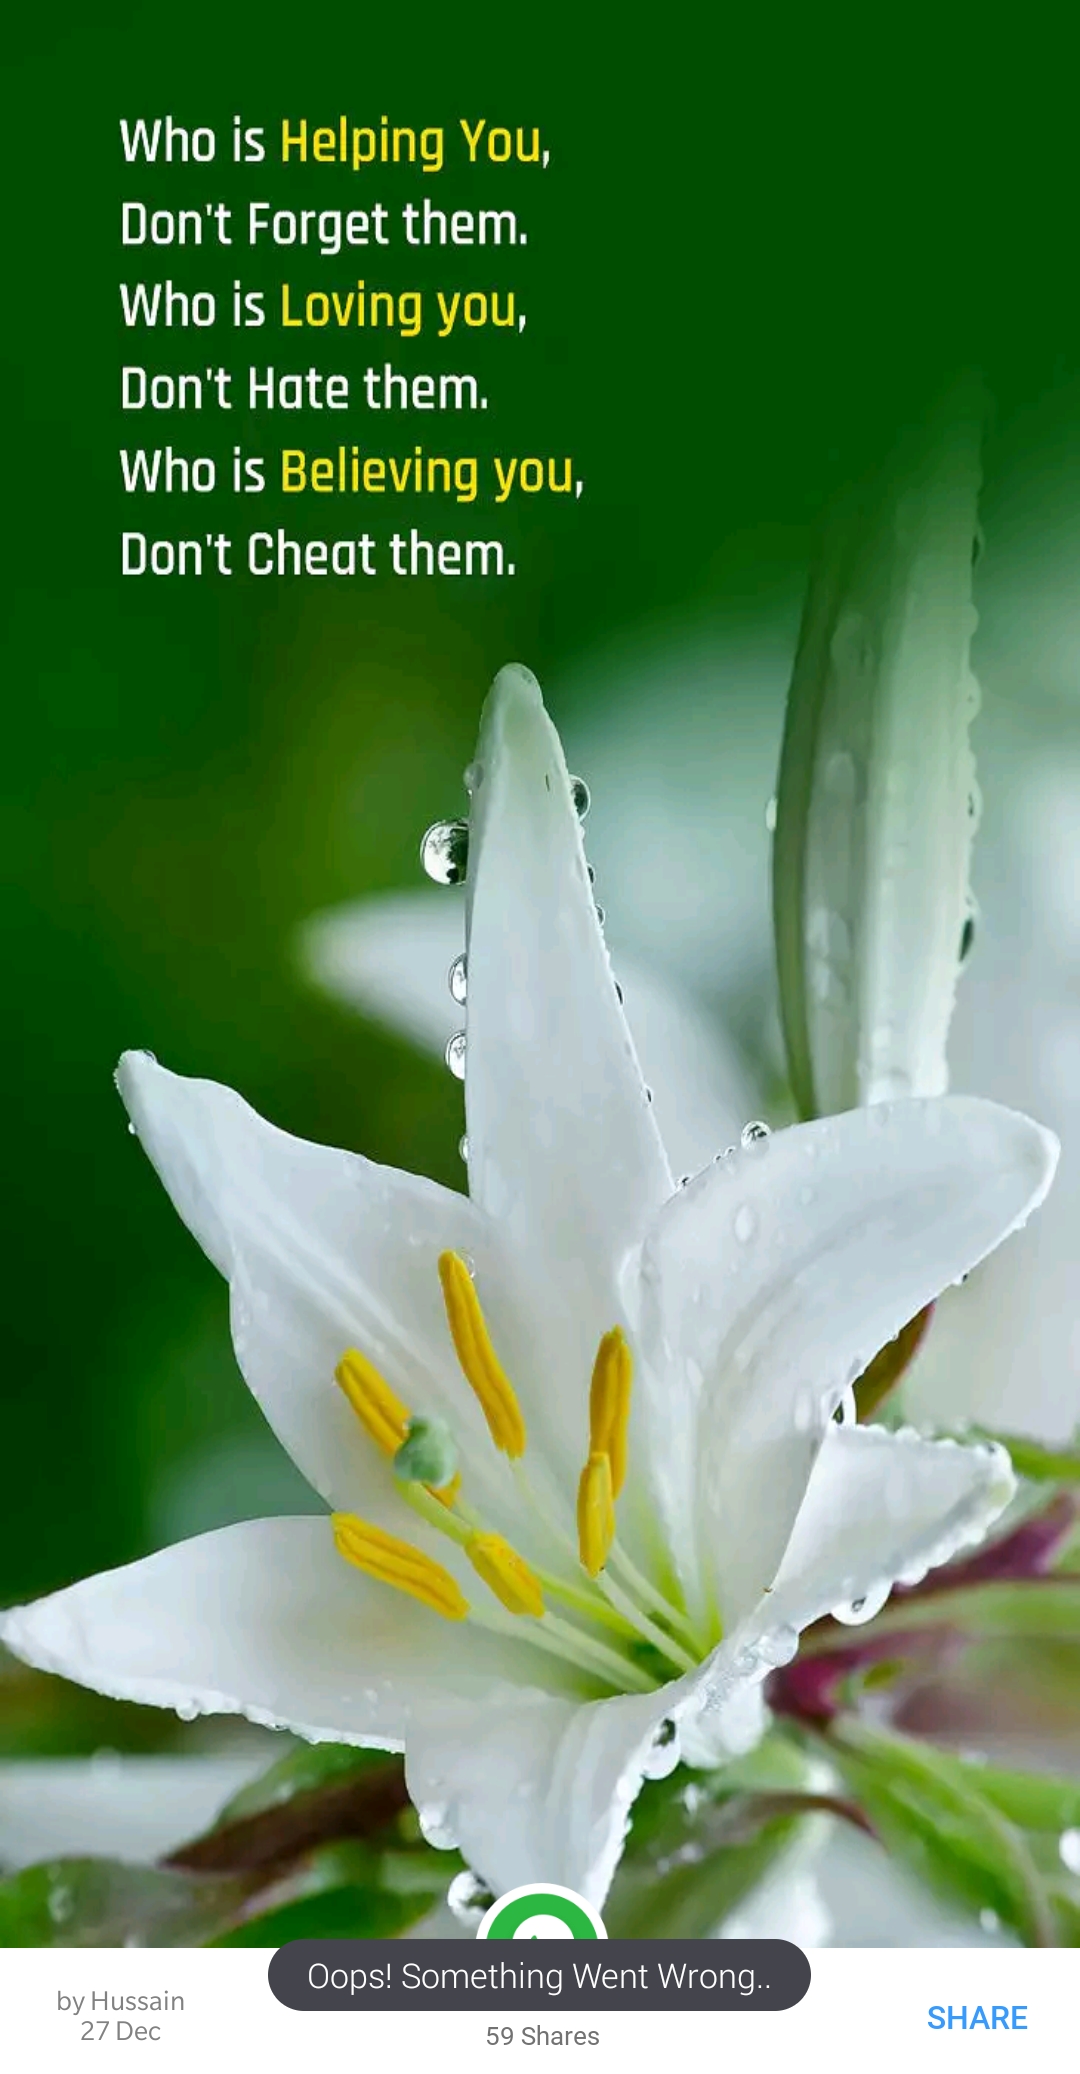 Who is Helping You,
Don't Forget them.
Who is Loving you,
Don't Hate them.
Who is Believing you,
Don't Cheat them.
Oops! Something Went Wrong..
by Hussain
27 Dec
59 Shares
SHARE